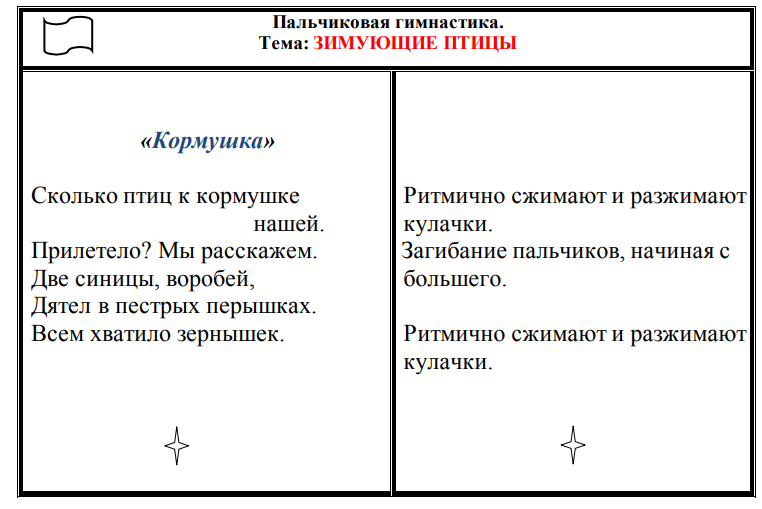 Пальчиковая гимнастика.
Тема: ЗИМУЮЩИЕ ПТИЦЫ
«Кормушка»
Сколько птиц к кормушке
нашей.
Прилетело? Мы расскажем.
Две синицы, воробей,
Дятел в пестрых перышках.
Всем хватило зернышек.
Ритмично сжимают и разжимают
кулачки.
Загибание пальчиков, начиная с
большего.
Ритмично сжимают и разжимают
кулачки.